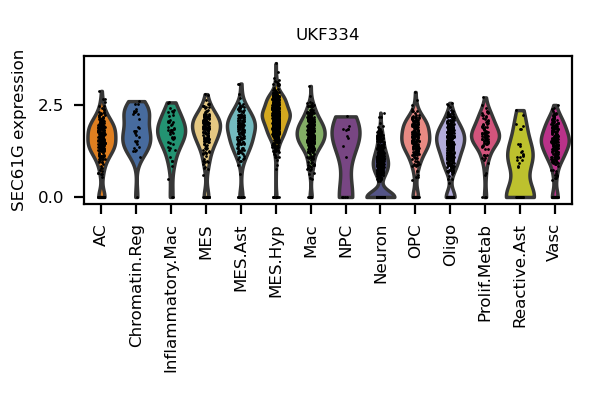 UKF334
SEC61G expression
2.5
0.0
AC
Chromatin.Reg
Inflammatory.Mac
MES
MES.Ast
MES.Hyp
Mac
NPC
Neuron
OPC
Oligo
Prolif.Metab
Reactive.Ast
Vasc